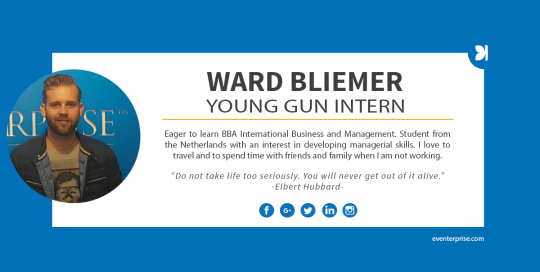 WARD BLIEMER
YOUNG GUN INTERN
ARPRISE™
Eager to learn BBA International Business and Management. Student from
the Netherlands with an interest in developing managerial skills. I love to
travel and to spend time with friends and family when I am not working.
"Do not take life too seriously. You will never get out of it alive."
-Elbert Hubbard-
eventerprise.com